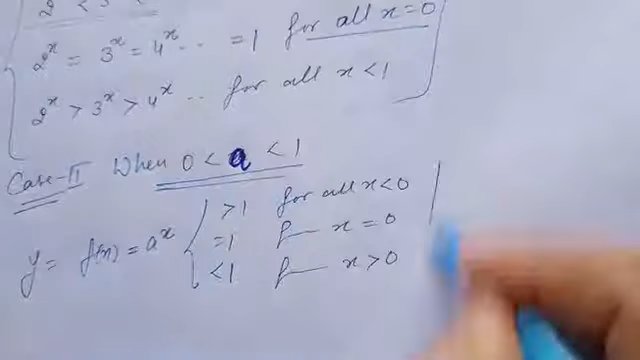 2^x = 3^x = 4^x .. = 1 for all x = 0
2^x > 3^x > 4^x .. for all x < 1
Case-II When 0 < a < 1
y = f(x) = a^x { >1 for all x < 0
=1 f— x = 0
<1 f— x > 0